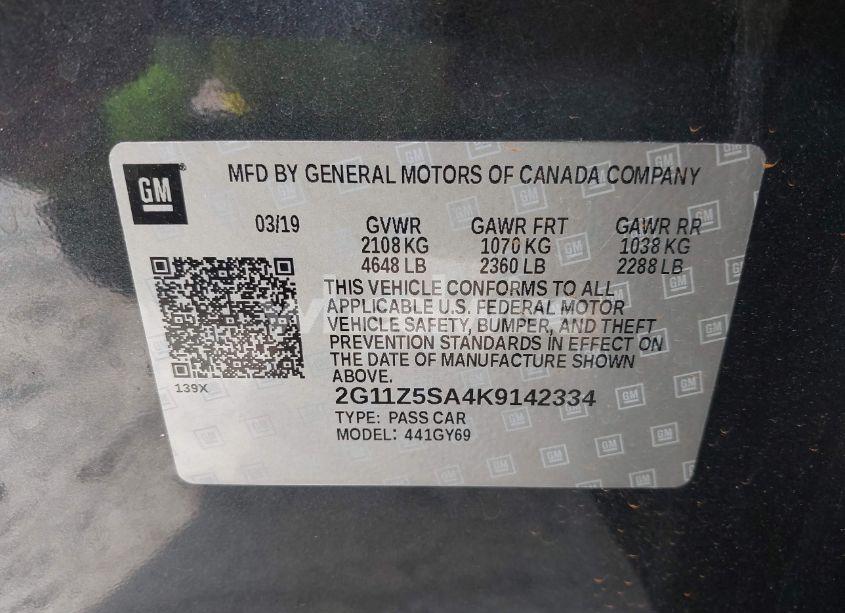 GM
MFD BY GENERAL MOTORS OF CANADA COMPANY
03/19 GVWR GAWR FRT GAWR RR
2108 KG 1070 KG 1038 KG
4648 LB 2360 LB 2288 LB
THIS VEHICLE CONFORMS TO ALL
APPLICABLE U.S. FEDERAL MOTOR
VEHICLE SAFETY, BUMPER, AND THEFT
PREVENTION STANDARDS IN EFFECT ON
THE DATE OF MANUFACTURE SHOWN
ABOVE.
139X
2G11Z5SA4K9142334
TYPE: PASS CAR
MODEL: 441GY69